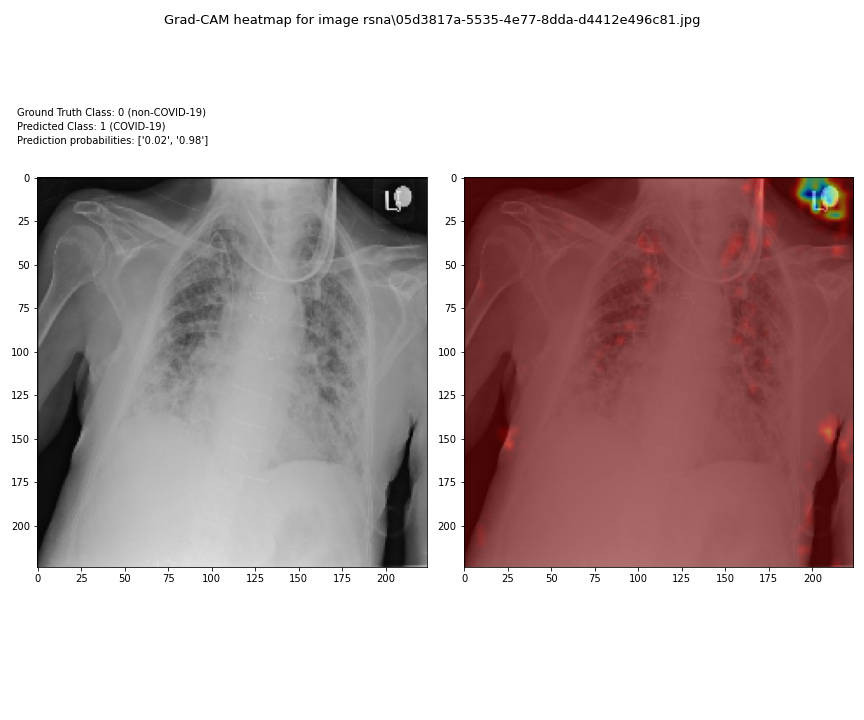 Grad-CAM heatmap for image rsna\05d3817a-5535-4e77-8dda-d4412e496c81.jpg
Ground Truth Class: 0 (non-COVID-19)
Predicted Class: 1 (COVID-19)
Prediction probabilities: ['0.02', '0.98']
0
25
50
75
100
125
150
175
200
0 25 50 75 100 125 150 175 200
L
0
25
50
75
100
125
150
175
200
0 25 50 75 100 125 150 175 200
L